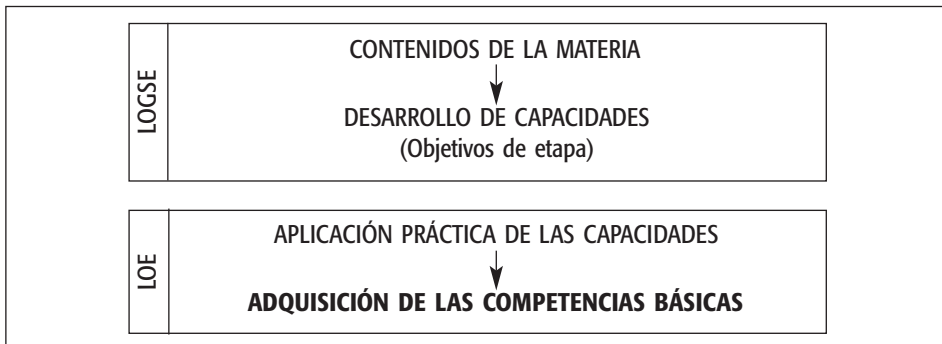 LOGSE
CONTENIDOS DE LA MATERIA
DESARROLLO DE CAPACIDADES
(Objetivos de etapa)
LOE
APLICACIÓN PRÁCTICA DE LAS CAPACIDADES
ADQUISICIÓN DE LAS COMPETENCIAS BÁSICAS